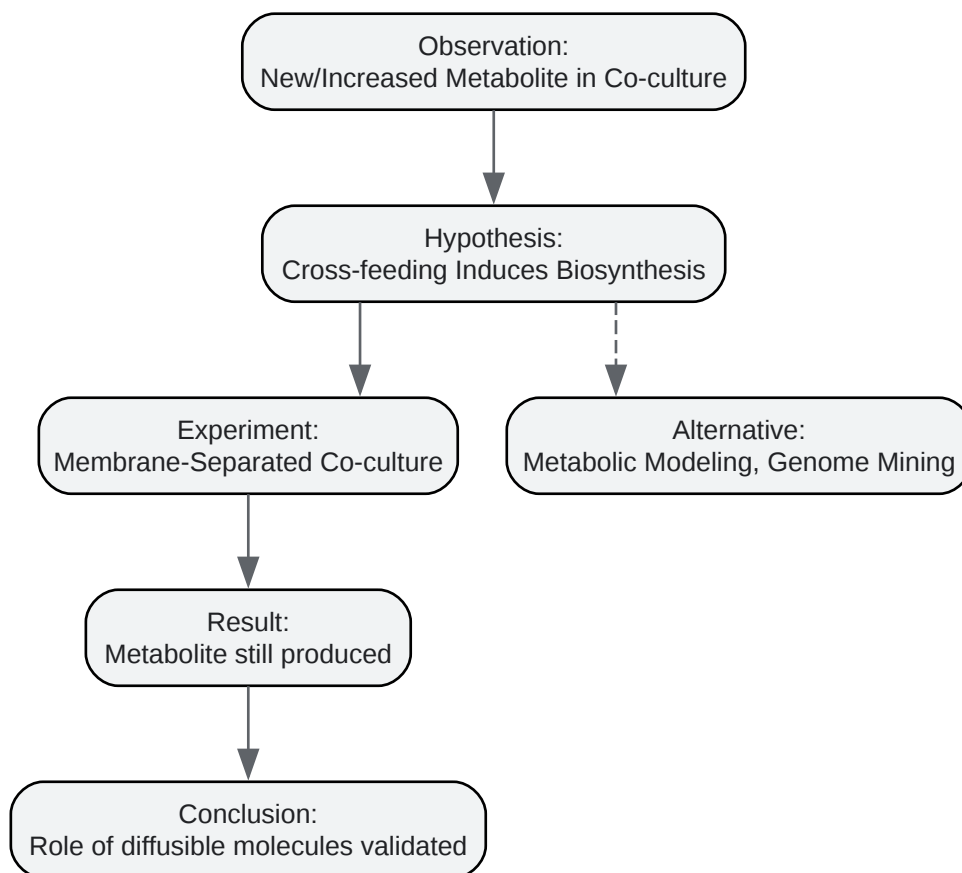 Observation:
New/Increased Metabolite in Co-culture
Hypothesis:
Cross-feeding Induces Biosynthesis
Experiment:
Membrane-Separated Co-culture
Alternative:
Metabolic Modeling, Genome Mining
Result:
Metabolite still produced
Conclusion:
Role of diffusible molecules validated